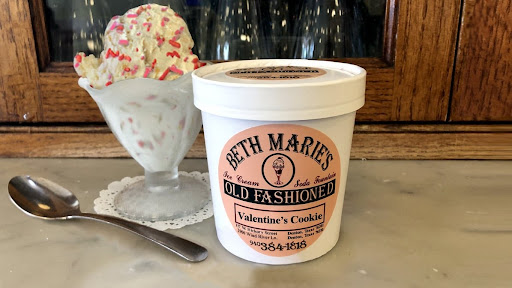 BETH MARIE'S
Ice Cream Soda Fountain
OLD FASHIONED
Valentine's Cookie
940 384-1818